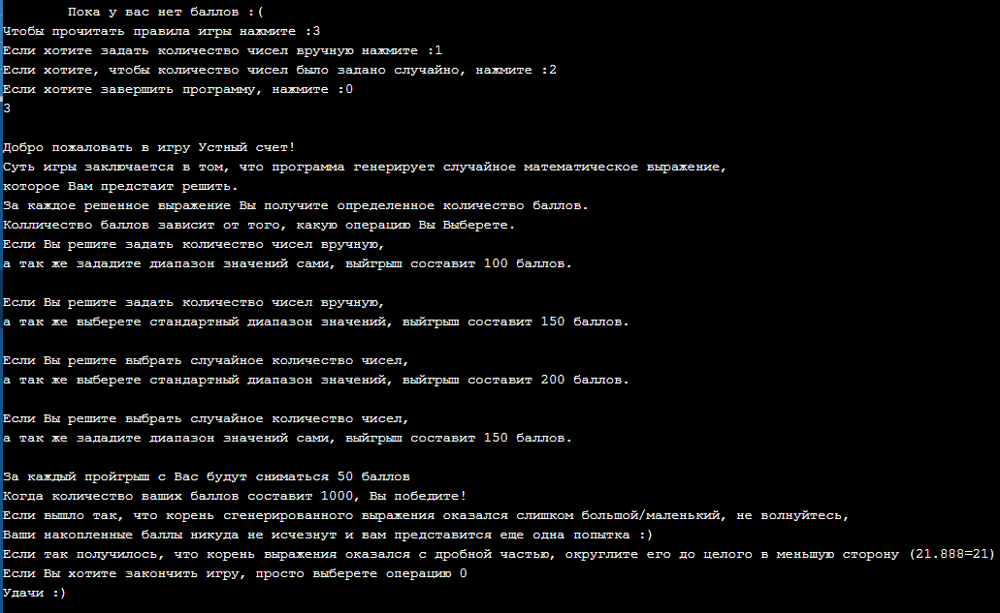 Пока у вас нет баллов :(
Чтобы прочитать правила игры нажмите :3
Если хотите задать количество чисел вручную нажмите :1
Если хотите, чтобы количество чисел было задано случайно, нажмите :2
Если хотите завершить программу, нажмите :0
3
Добро пожаловать в игру Устный счет!
Суть игры заключается в том, что программа генерирует случайное математическое выражение,
которое Вам предстаит решить.
За каждое решенное выражение Вы получите определенное количество баллов.
Колличество баллов зависит от того, какую операцию Вы Выберете.
Если Вы решите задать количество чисел вручную,
а так же зададите диапазон значений сами, выйгрыш составит 100 баллов.
Если Вы решите задать количество чисел вручную,
а так же выберете стандартный диапазон значений, выйгрыш составит 150 баллов.
Если Вы решите выбрать случайное количество чисел,
а так же выберете стандартный диапазон значений, выйгрыш составит 200 баллов.
Если Вы решите выбрать случайное количество чисел,
а так же зададите диапазон значений сами, выйгрыш составит 150 баллов.
За каждый пройгрыш с Вас будут сниматься 50 баллов
Когда количество ваших баллов составит 1000, Вы победите!
Если вышло так, что корень сгенерированного выражения оказался слишком большой/маленький, не волнуйтесь,
Ваши накопленные баллы никуда не исчезнут и вам представится еще одна попытка :)
Если так получилось, что корень выражения оказался с дробной частью, округлите его до целого в меньшую сторону (21.888=21)
Если Вы хотите закончить игру, просто выберете операцию 0
Удачи :)